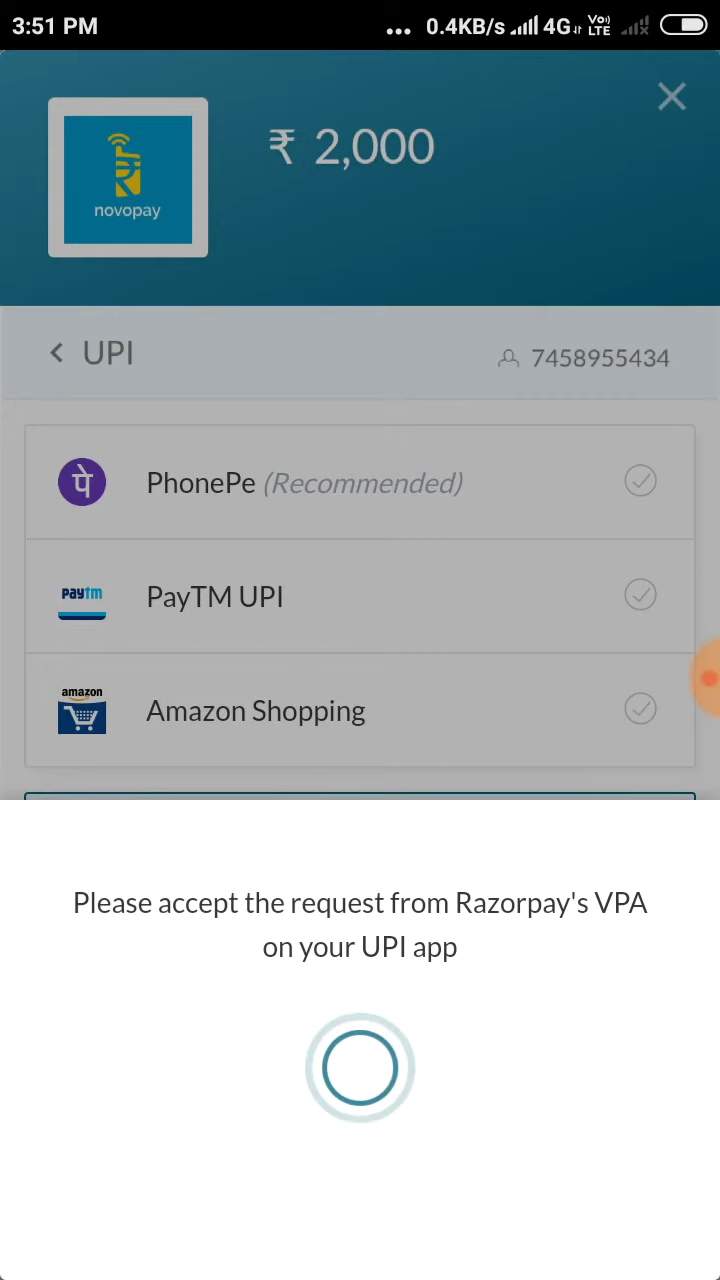 3:51 PM
... 0.4KB/s 4G Vo)) LTE
novopay
₹ 2,000
UPI
7458955434
पे
PhonePe (Recommended)
paytm
PayTM UPI
amazon
Amazon Shopping
Please accept the request from Razorpay's VPA
on your UPI app